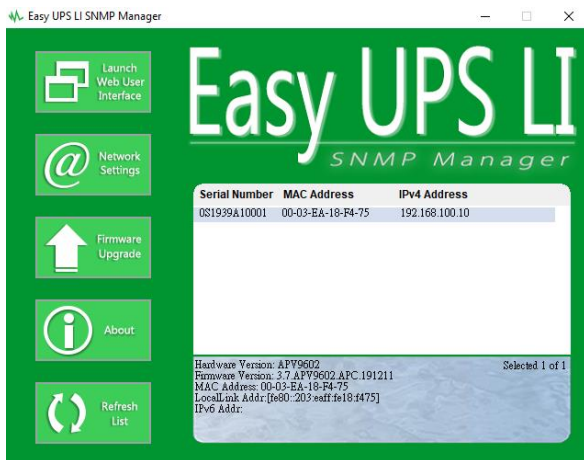 Easy UPS LI SNMP Manager
Launch
Web User
Interface
Network
Settings
Firmware
Upgrade
About
Refresh
List
Easy UPS LI
SNMP Manager
Serial Number MAC Address IPv4 Address
0S1939A10001 00-03-EA-18-F4-75 192.168.100.10
Hardware Version: APV9602 Selected 1 of 1
Firmware Version: 3.7.APV9602.APC.191211
MAC Address: 00-03-EA-18-F4-75
LocalLink Addr:[fe80::203:eaff:fe18:f475]
IPv6 Addr: